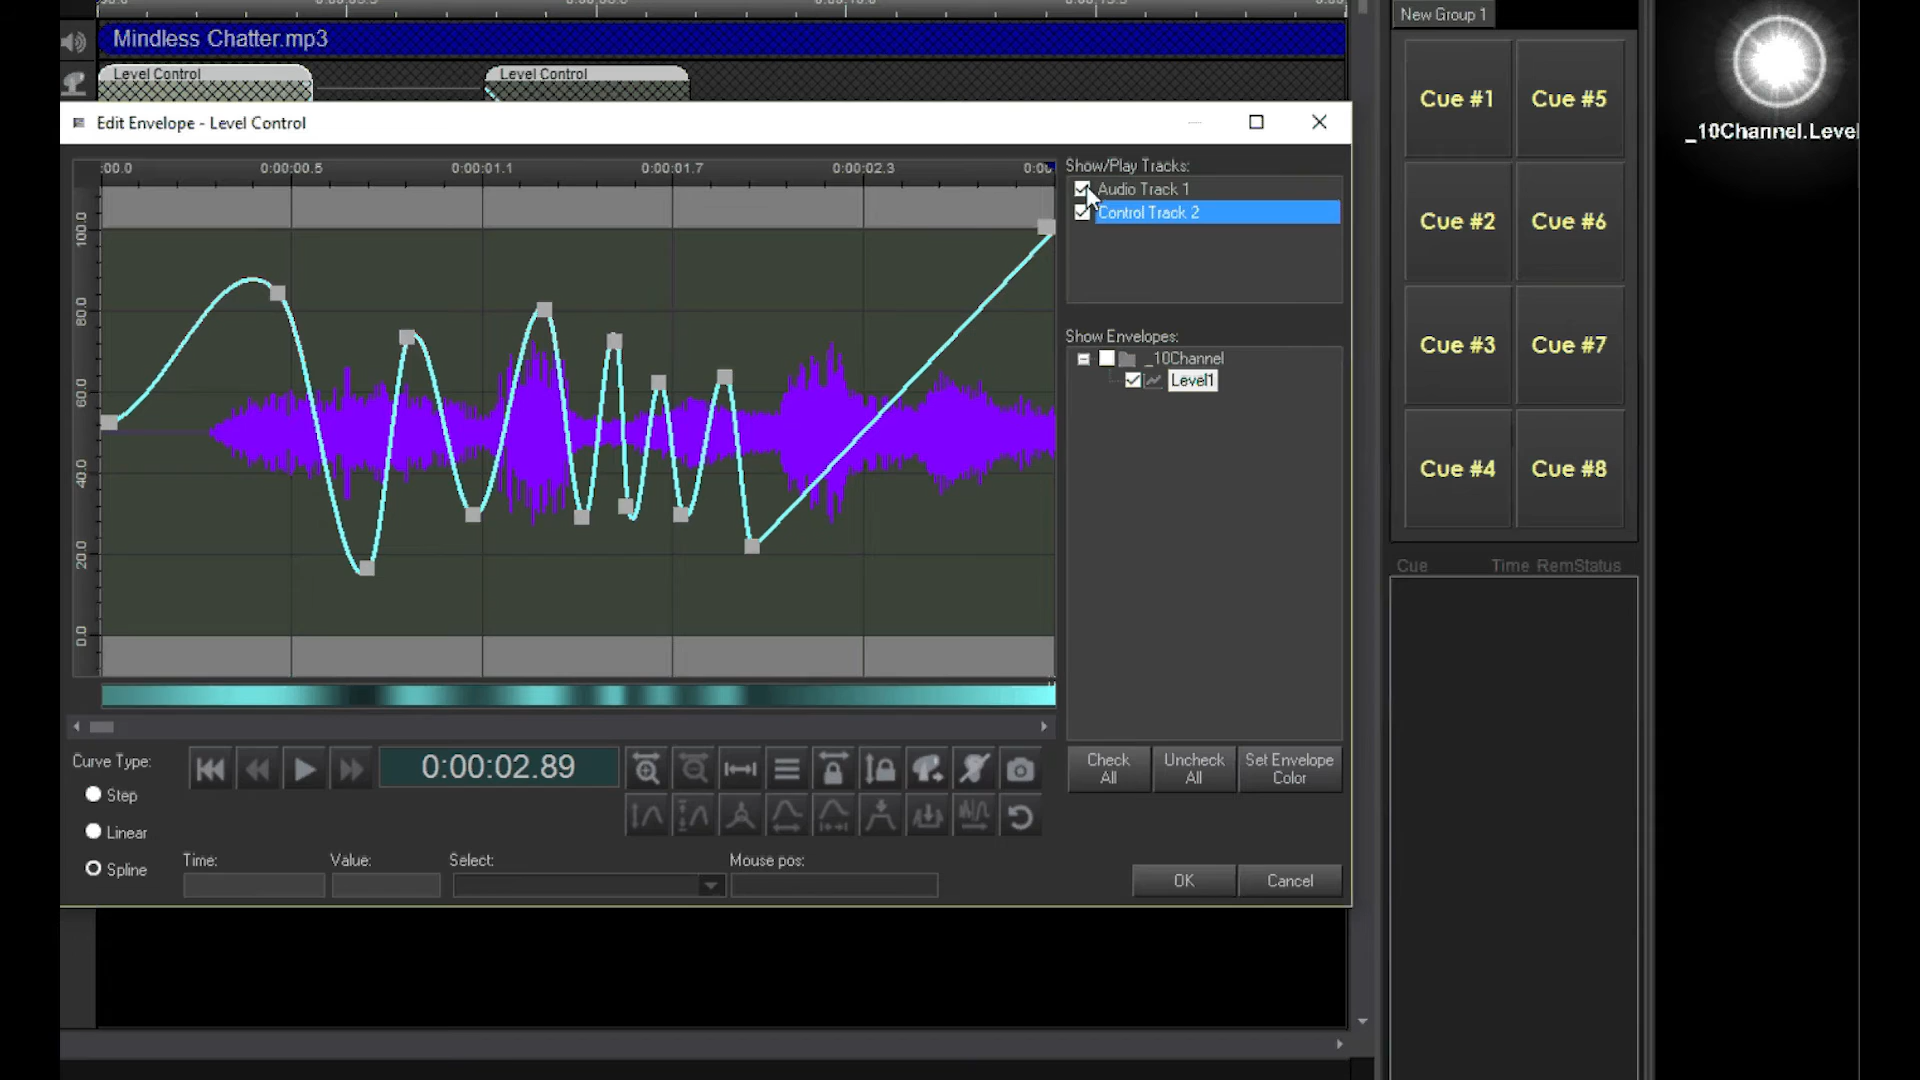 Mindless Chatter.mp3
Level Control
Level Control
Edit Envelope - Level Control
:00.0 0:00:00.5 0:00:01.1 0:00:01.7 0:00:02.3
100.0
80.0
60.0
40.0
20.0
0.0
Show/Play Tracks:
Audio Track 1
Control Track 2
Show Envelopes:
_10Channel
Level1
Check All
Uncheck All
Set Envelope Color
Curve Type:
Step
Linear
Spline
0:00:02.89
Time:
Value:
Select:
Mouse pos:
OK
Cancel
New Group 1
Cue #1
Cue #5
Cue #2
Cue #6
Cue #3
Cue #7
Cue #4
Cue #8
Cue Time RemStatus
_10Channel.Level